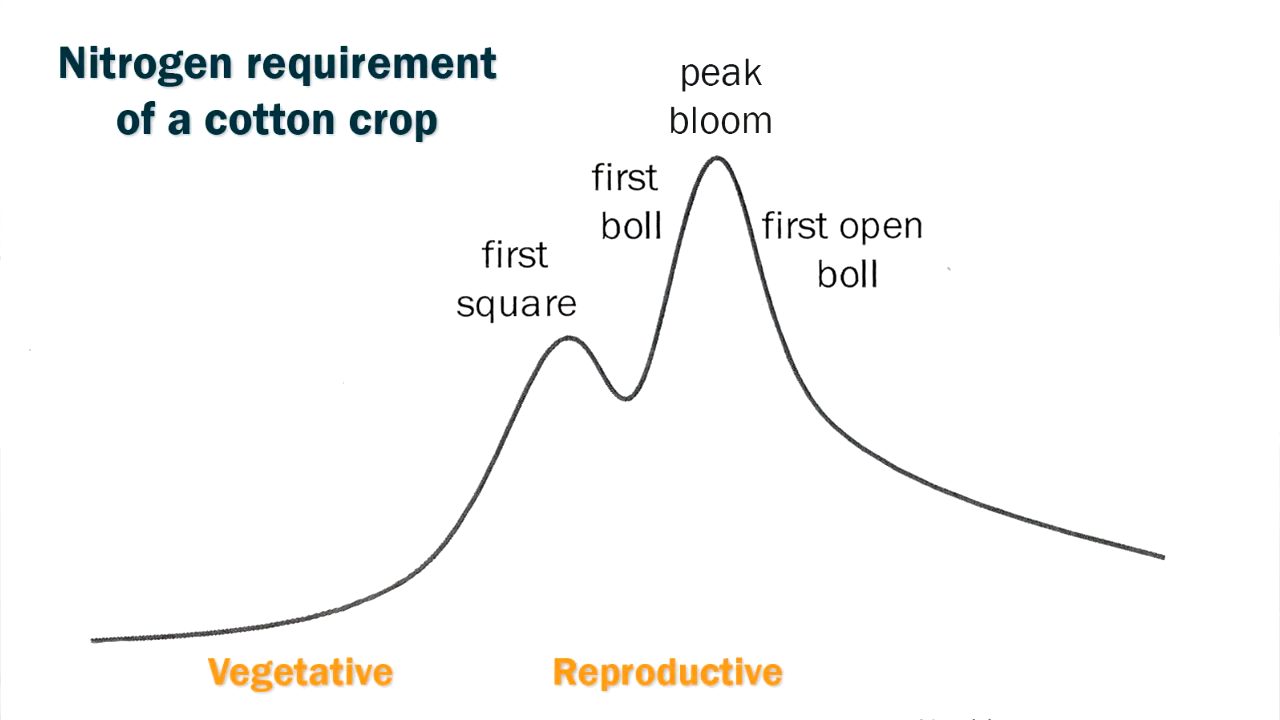 Nitrogen requirement
of a cotton crop
peak
bloom
first
boll
first open
boll
first
square
Vegetative
Reproductive